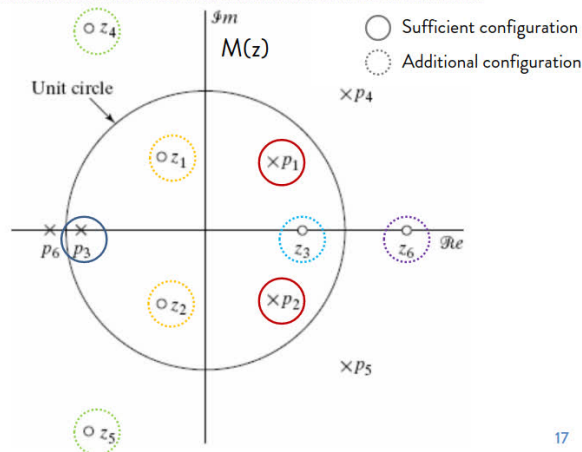 z4
ℐm
M(z)
Sufficient configuration
Additional configuration
Unit circle
×p4
z1
×p1
p6
p3
z3
z6
ℛe
z2
×p2
×p5
z5
17